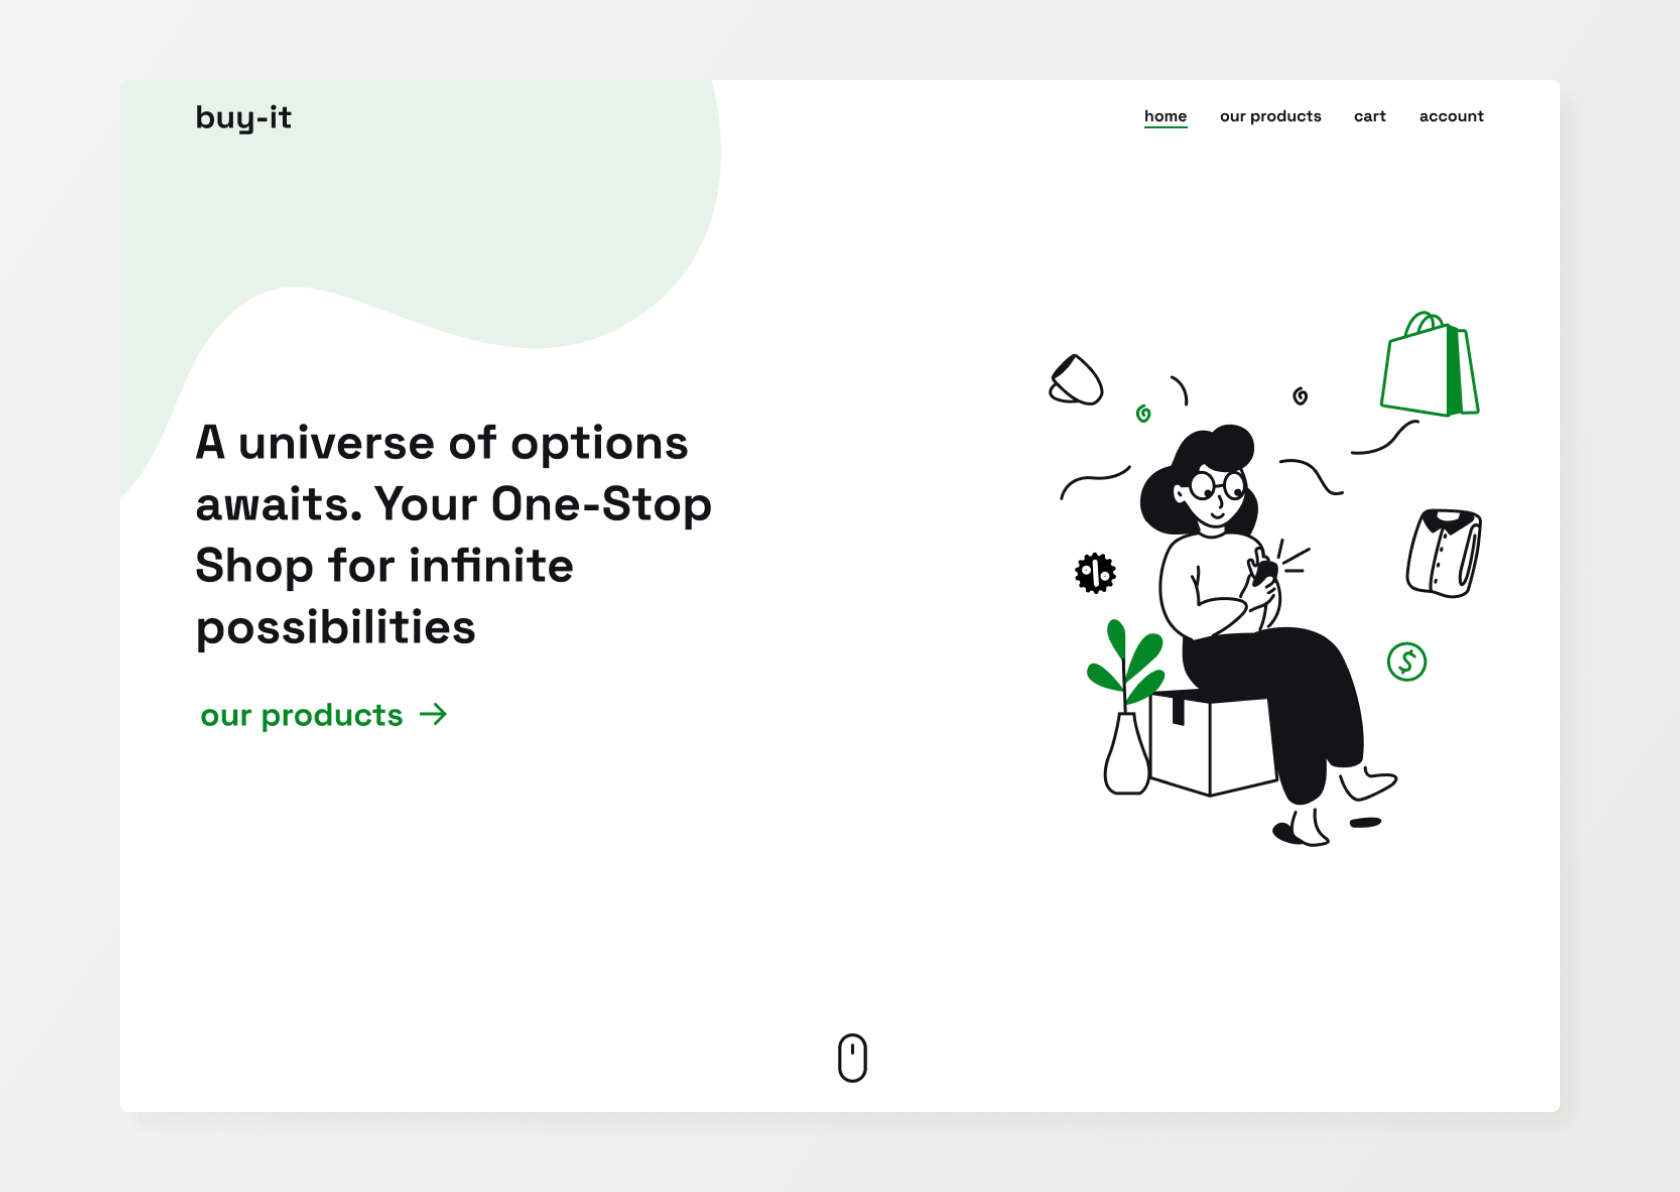 buy-it
home our products cart account
A universe of options
awaits. Your One-Stop
Shop for infinite
possibilities
our products →
$